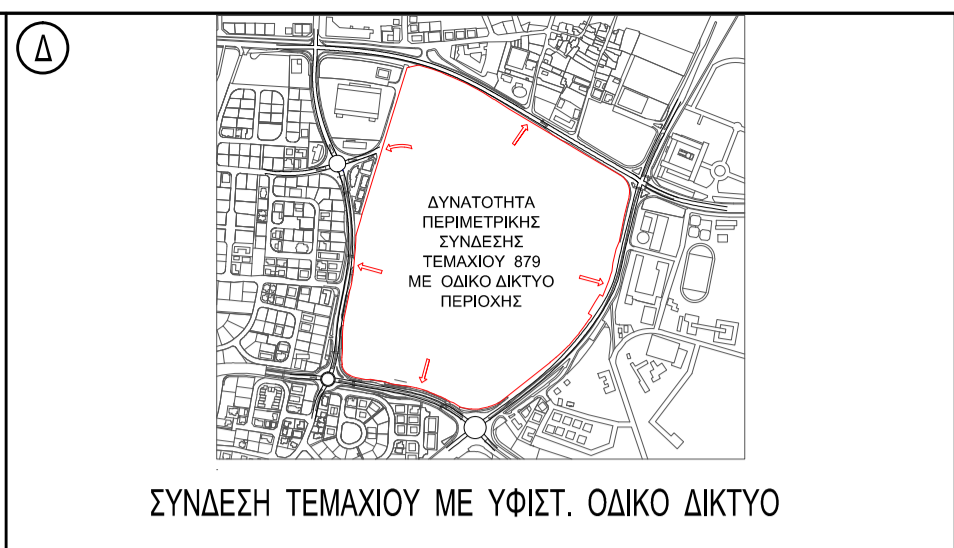 Δ
ΔΥΝΑΤΟΤΗΤΑ
ΠΕΡΙΜΕΤΡΙΚΗΣ
ΣΥΝΔΕΣΗΣ
ΤΕΜΑΧΙΟΥ 879
ΜΕ ΟΔΙΚΟ ΔΙΚΤΥΟ
ΠΕΡΙΟΧΗΣ
ΣΥΝΔΕΣΗ ΤΕΜΑΧΙΟΥ ΜΕ ΥΦΙΣΤ. ΟΔΙΚΟ ΔΙΚΤΥΟ